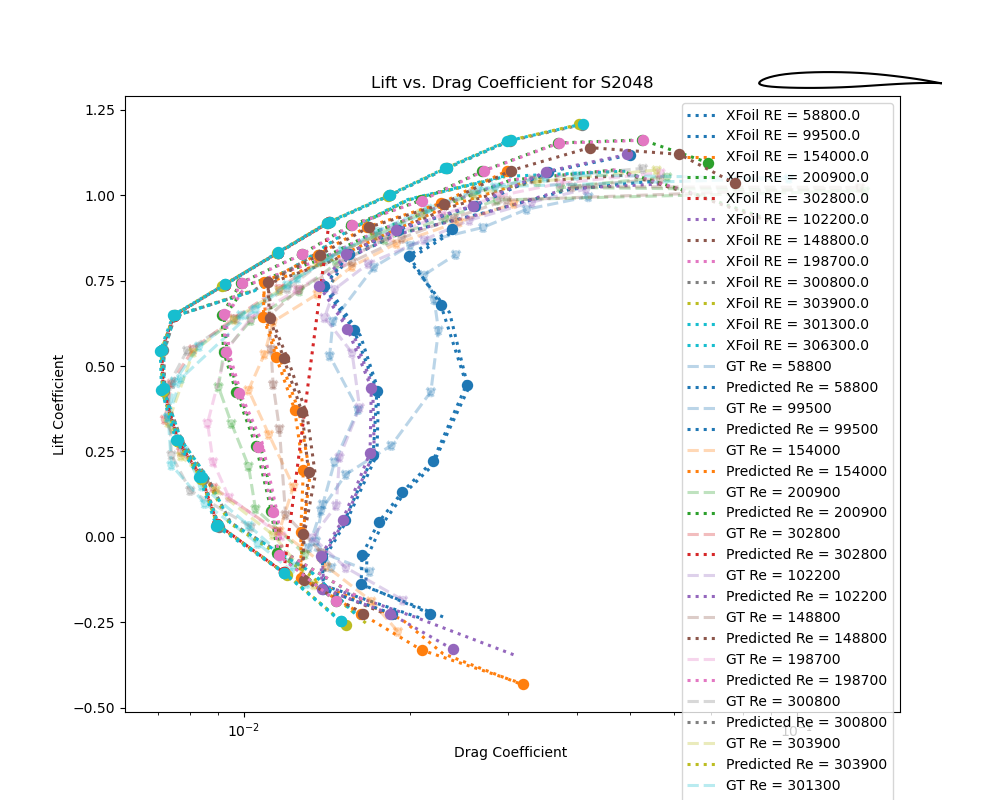 Lift vs. Drag Coefficient for S2048
1.25
1.00
0.75
0.50
0.25
0.00
−0.25
−0.50
Lift Coefficient
10⁻²
10⁻¹
Drag Coefficient
XFoil RE = 58800.0
XFoil RE = 99500.0
XFoil RE = 154000.0
XFoil RE = 200900.0
XFoil RE = 302800.0
XFoil RE = 102200.0
XFoil RE = 148800.0
XFoil RE = 198700.0
XFoil RE = 300800.0
XFoil RE = 303900.0
XFoil RE = 301300.0
XFoil RE = 306300.0
GT Re = 58800
Predicted Re = 58800
GT Re = 99500
Predicted Re = 99500
GT Re = 154000
Predicted Re = 154000
GT Re = 200900
Predicted Re = 200900
GT Re = 302800
Predicted Re = 302800
GT Re = 102200
Predicted Re = 102200
GT Re = 148800
Predicted Re = 148800
GT Re = 198700
Predicted Re = 198700
GT Re = 300800
Predicted Re = 300800
GT Re = 303900
Predicted Re = 303900
GT Re = 301300